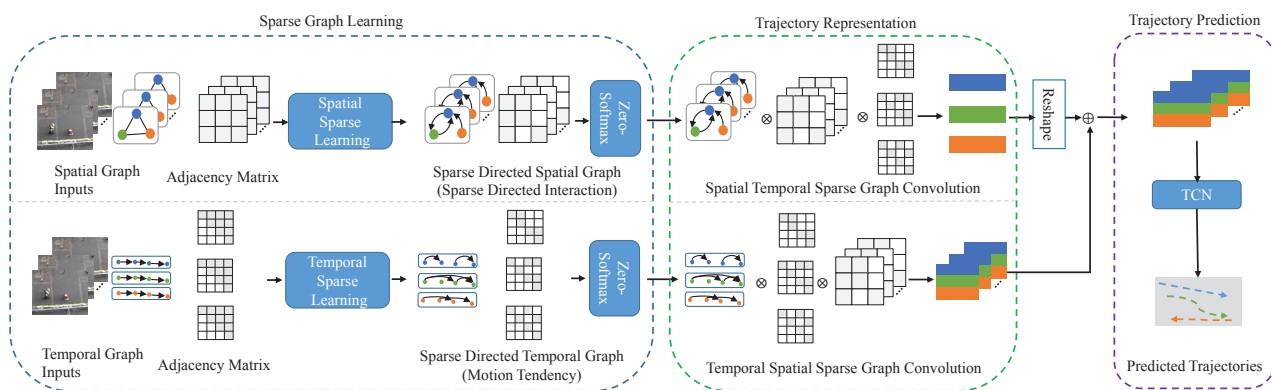 Sparse Graph Learning
Trajectory Representation
Trajectory Prediction
Spatial
Sparse
Learning
Zero-
Softmax
Reshape
Spatial Graph
Inputs
Adjacency Matrix
Sparse Directed Spatial Graph
(Sparse Directed Interaction)
Spatial Temporal Sparse Graph Convolution
TCN
Temporal
Sparse
Learning
Zero-
Softmax
Temporal Graph
Inputs
Adjacency Matrix
Sparse Directed Temporal Graph
(Motion Tendency)
Temporal Spatial Sparse Graph Convolution
Predicted Trajectories